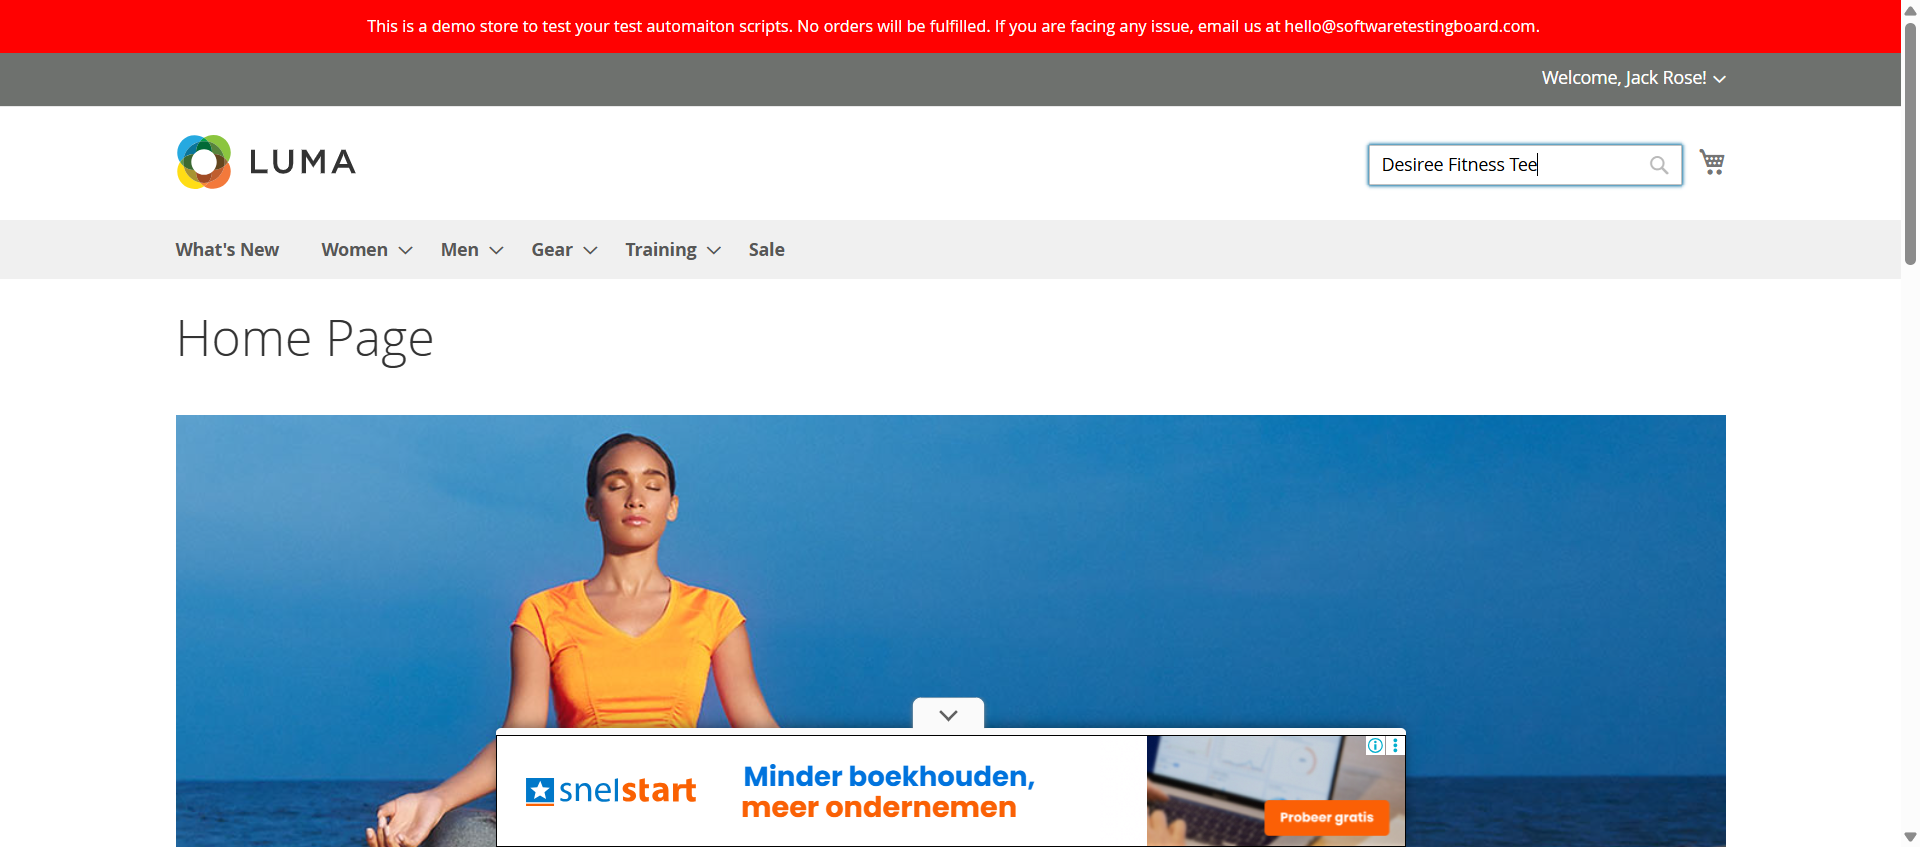 This is a demo store to test your test automaiton scripts. No orders will be fulfilled. If you are facing any issue, email us at hello@softwaretestingboard.com.
Welcome, Jack Rose!
LUMA
Desiree Fitness Tee
What's New Women Men Gear Training Sale
Home Page
snelstart
Minder boekhouden,
meer ondernemen
Probeer gratis